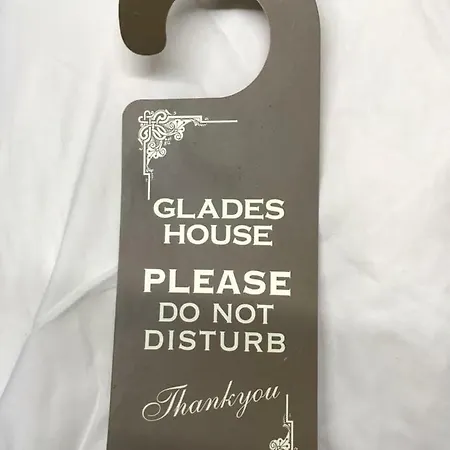 GLADES
HOUSE
PLEASE
DO NOT
DISTURB
Thankyou